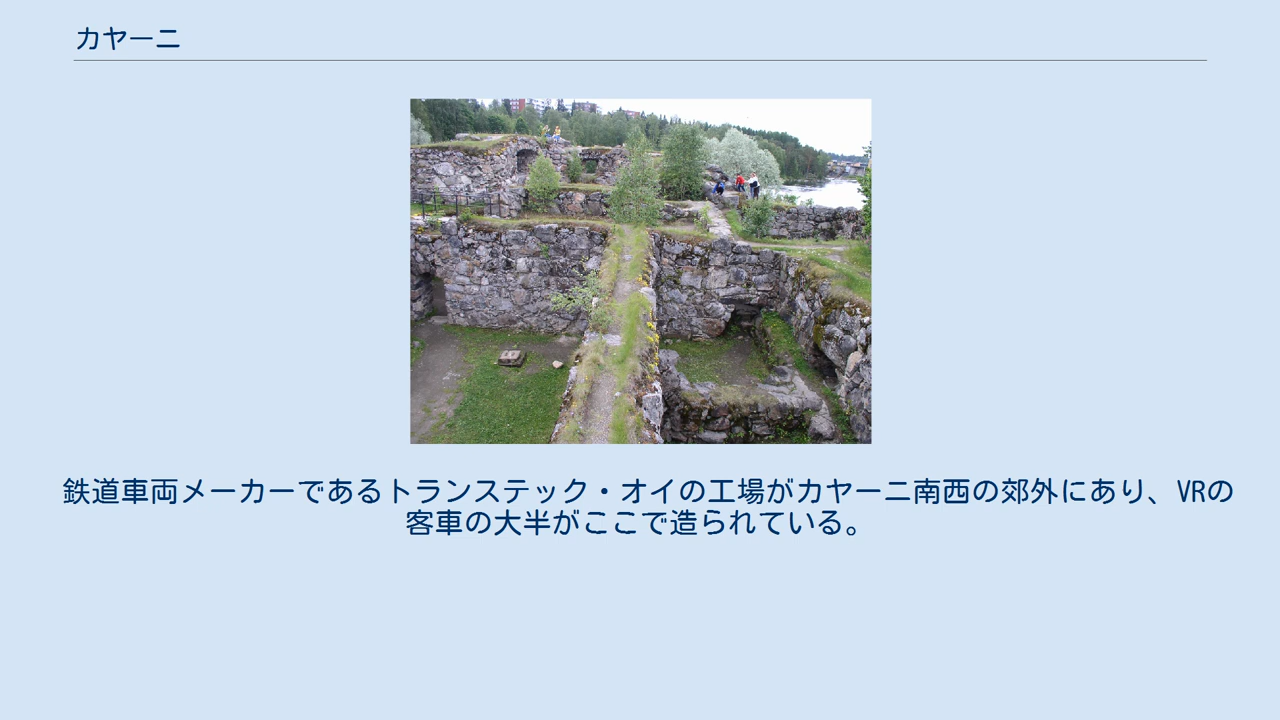 カヤーニ
鉄道車両メーカーであるトランステック・オイの工場がカヤーニ南西の郊外にあり、VRの
客車の大半がここで造られている。